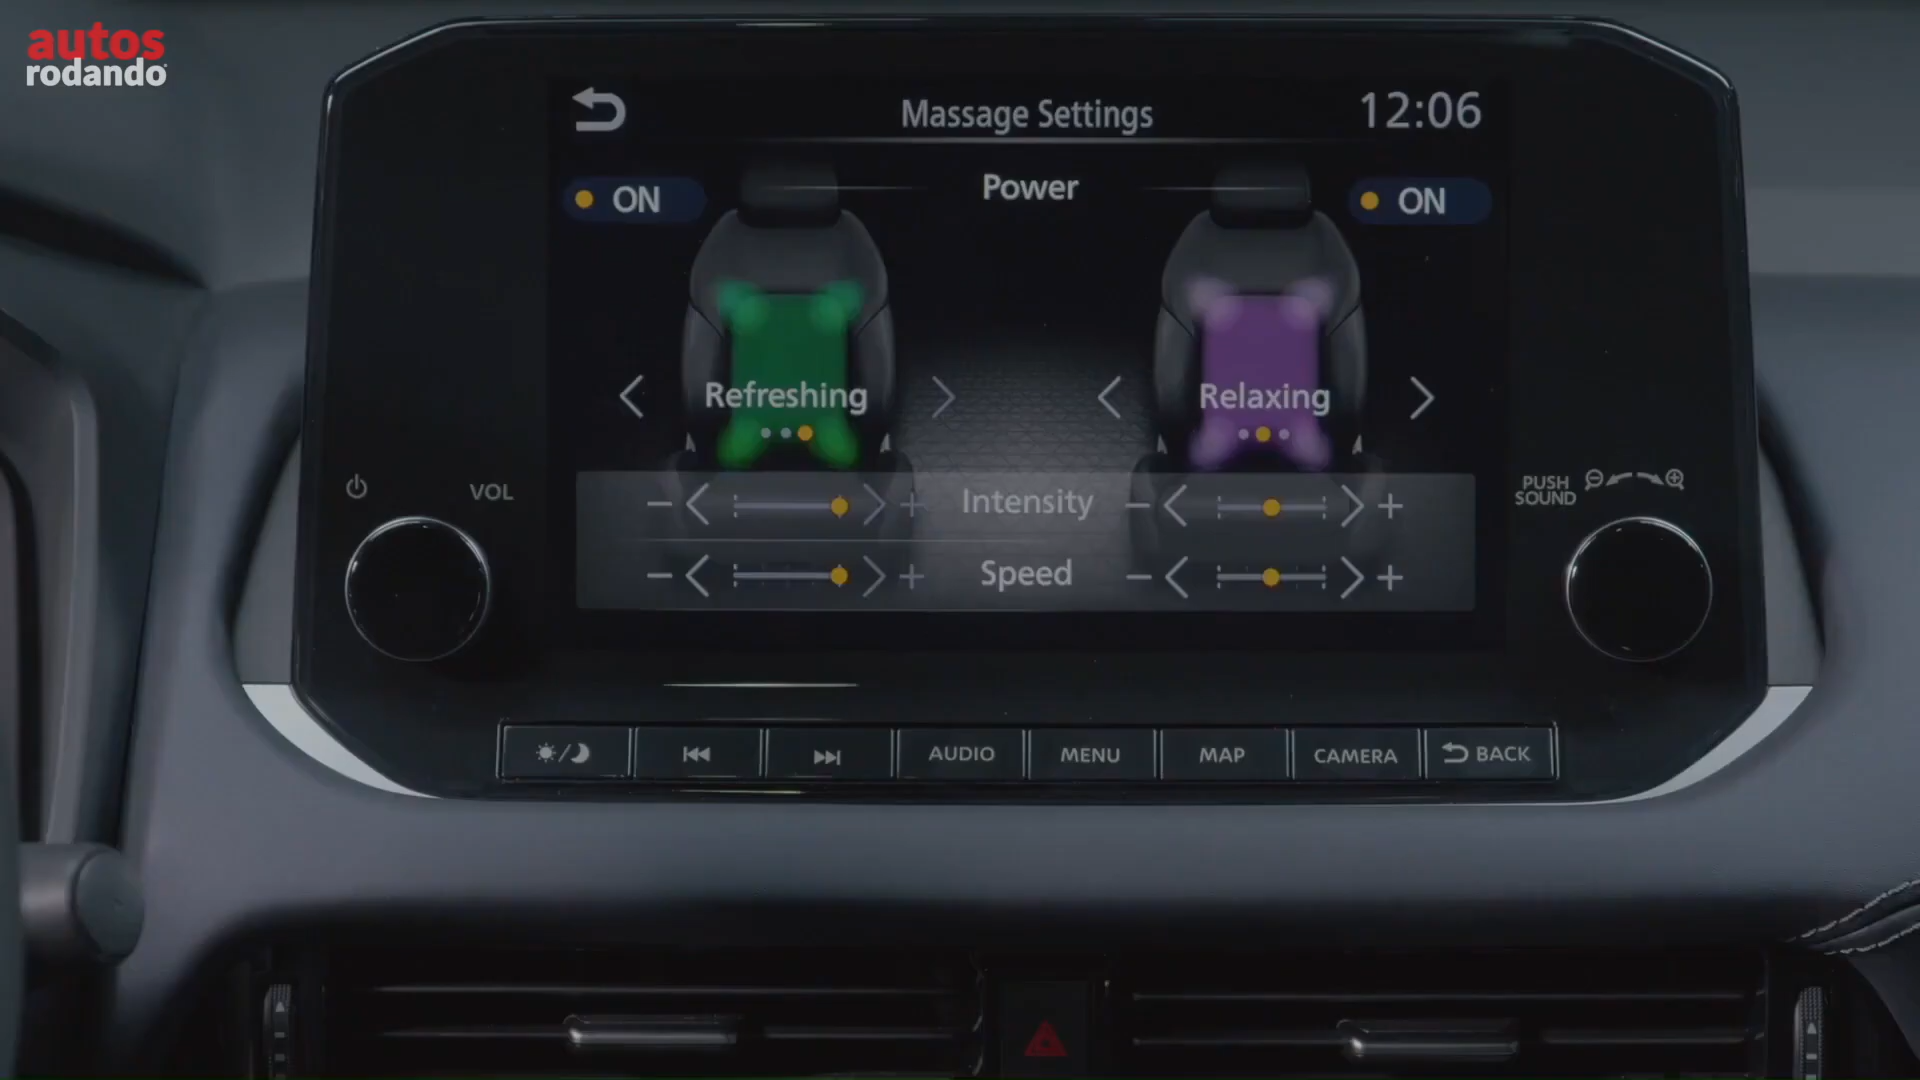 autos
rodando
Massage Settings
12:06
ON
Power
ON
Refreshing
Relaxing
Intensity
Speed
VOL
PUSH
SOUND
AUDIO
MENU
MAP
CAMERA
BACK